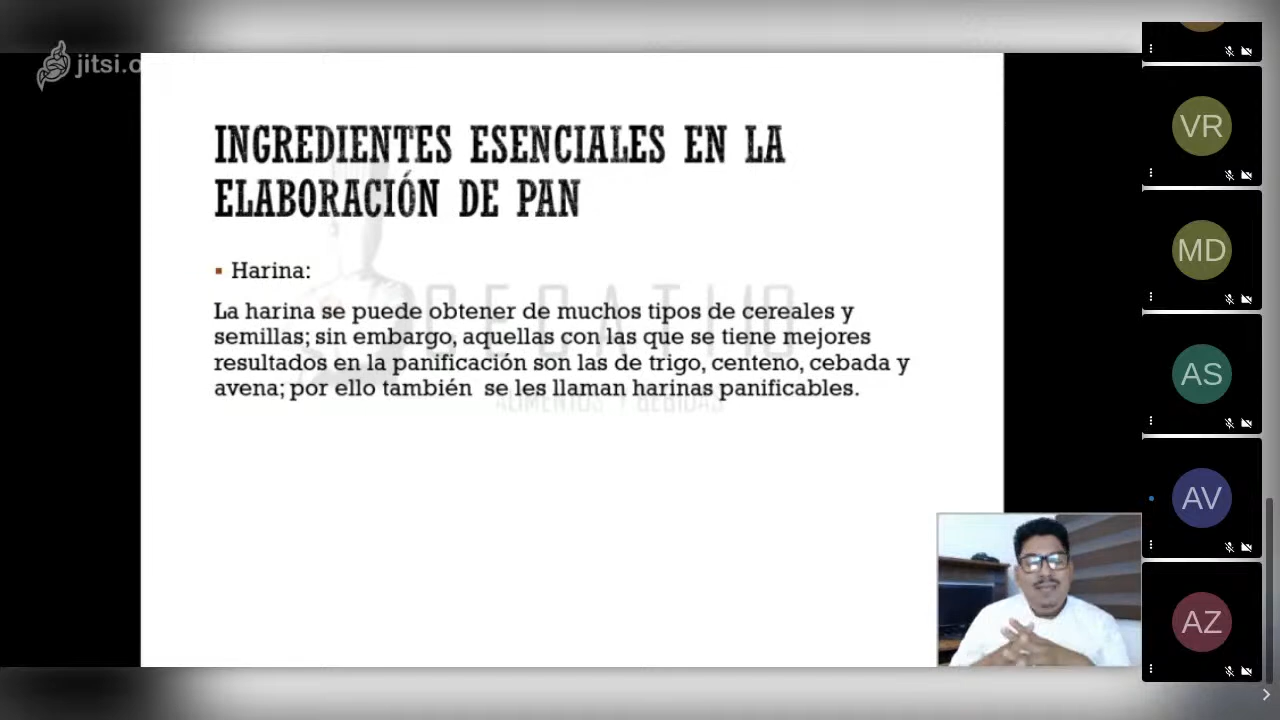 jitsi.o
INGREDIENTES ESENCIALES EN LA
ELABORACIÓN DE PAN
▪ Harina:
La harina se puede obtener de muchos tipos de cereales y
semillas; sin embargo, aquellas con las que se tiene mejores
resultados en la panificación son las de trigo, centeno, cebada y
avena; por ello también se les llaman harinas panificables.
ALIMENTOS Y BEBIDAS
VR
MD
AS
AV
AZ